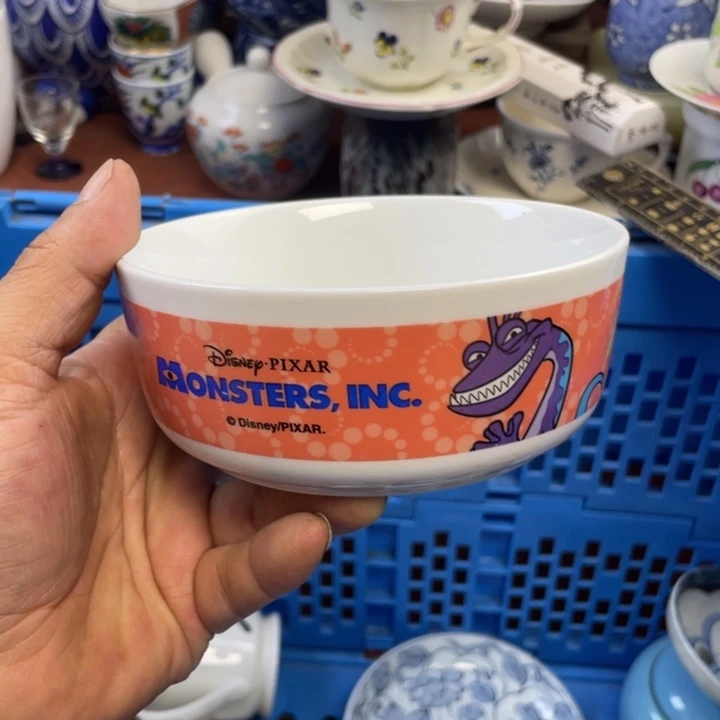 Disney·PIXAR
MONSTERS, INC.
© Disney/PIXAR.